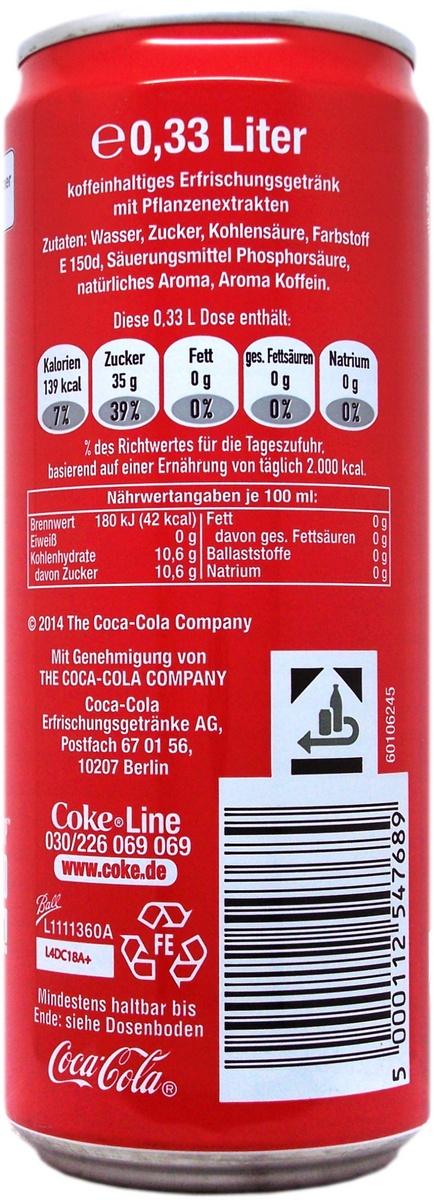 ℮ 0,33 Liter
koffeinhaltiges Erfrischungsgetränk
mit Pflanzenextrakten
Zutaten: Wasser, Zucker, Kohlensäure, Farbstoff
E 150d, Säuerungsmittel Phosphorsäure,
natürliches Aroma, Aroma Koffein.
Diese 0,33 L Dose enthält:
Kalorien Zucker Fett ges. Fettsäuren Natrium
139 kcal 35 g 0 g 0 g 0 g
7% 39% 0% 0% 0%
% des Richtwertes für die Tageszufuhr,
basierend auf einer Ernährung von täglich 2.000 kcal.
Nährwertangaben je 100 ml:
Brennwert 180 kJ (42 kcal) Fett 0 g
Eiweiß 0 g davon ges. Fettsäuren 0 g
Kohlenhydrate 10,6 g Ballaststoffe 0 g
davon Zucker 10,6 g Natrium 0 g
© 2014 The Coca-Cola Company
Mit Genehmigung von
THE COCA-COLA COMPANY
Coca-Cola
Erfrischungsgetränke AG,
Postfach 67 01 56,
10207 Berlin
60106245
Coke® Line
030/226 069 069
www.coke.de
Ball
L1111360A
L4DC18A+
FE
Mindestens haltbar bis
Ende: siehe Dosenboden
Coca-Cola®
5 000112 547689